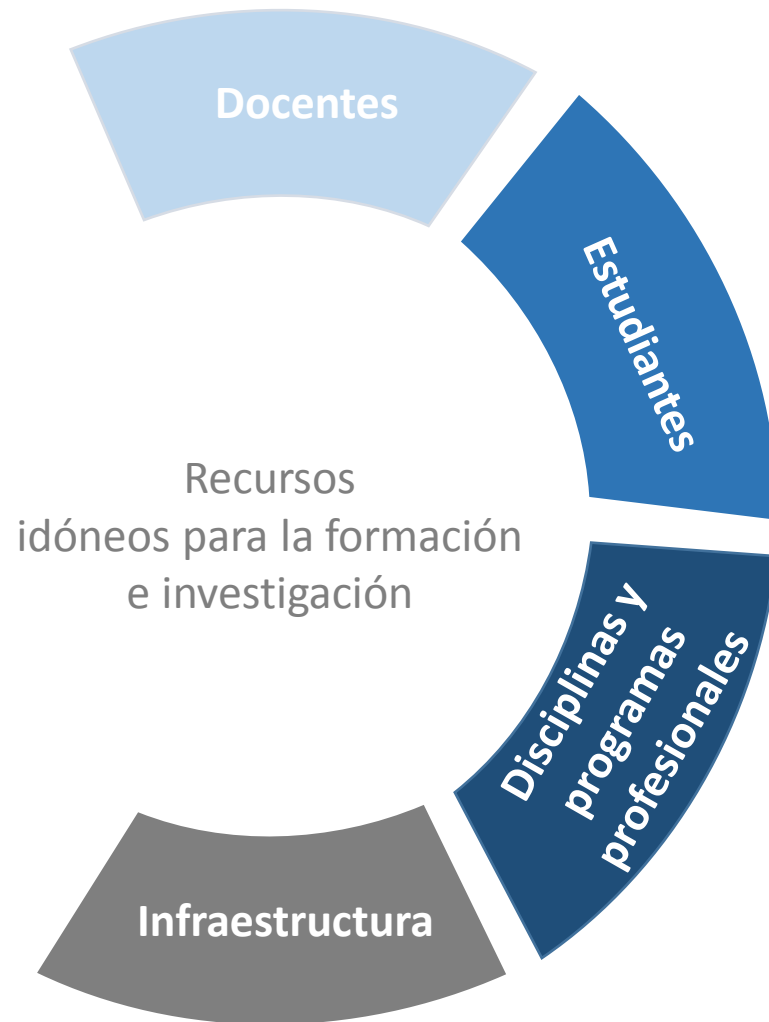 Docentes
Estudiantes
Recursos
idóneos para la formación
e investigación
Disciplinas y
programas
profesionales
Infraestructura